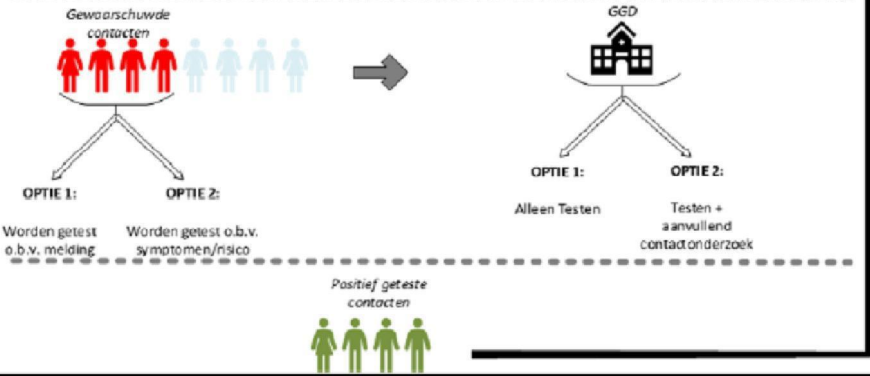 Gewaarschuwde
contacten
GGD
OPTIE 1:
OPTIE 2:
Worden getest
o.b.v. melding
Worden getest o.b.v.
symptomen/risico
OPTIE 1:
OPTIE 2:
Alleen Testen
Testen +
aanvullend
contactonderzoek
Positief geteste
contacten